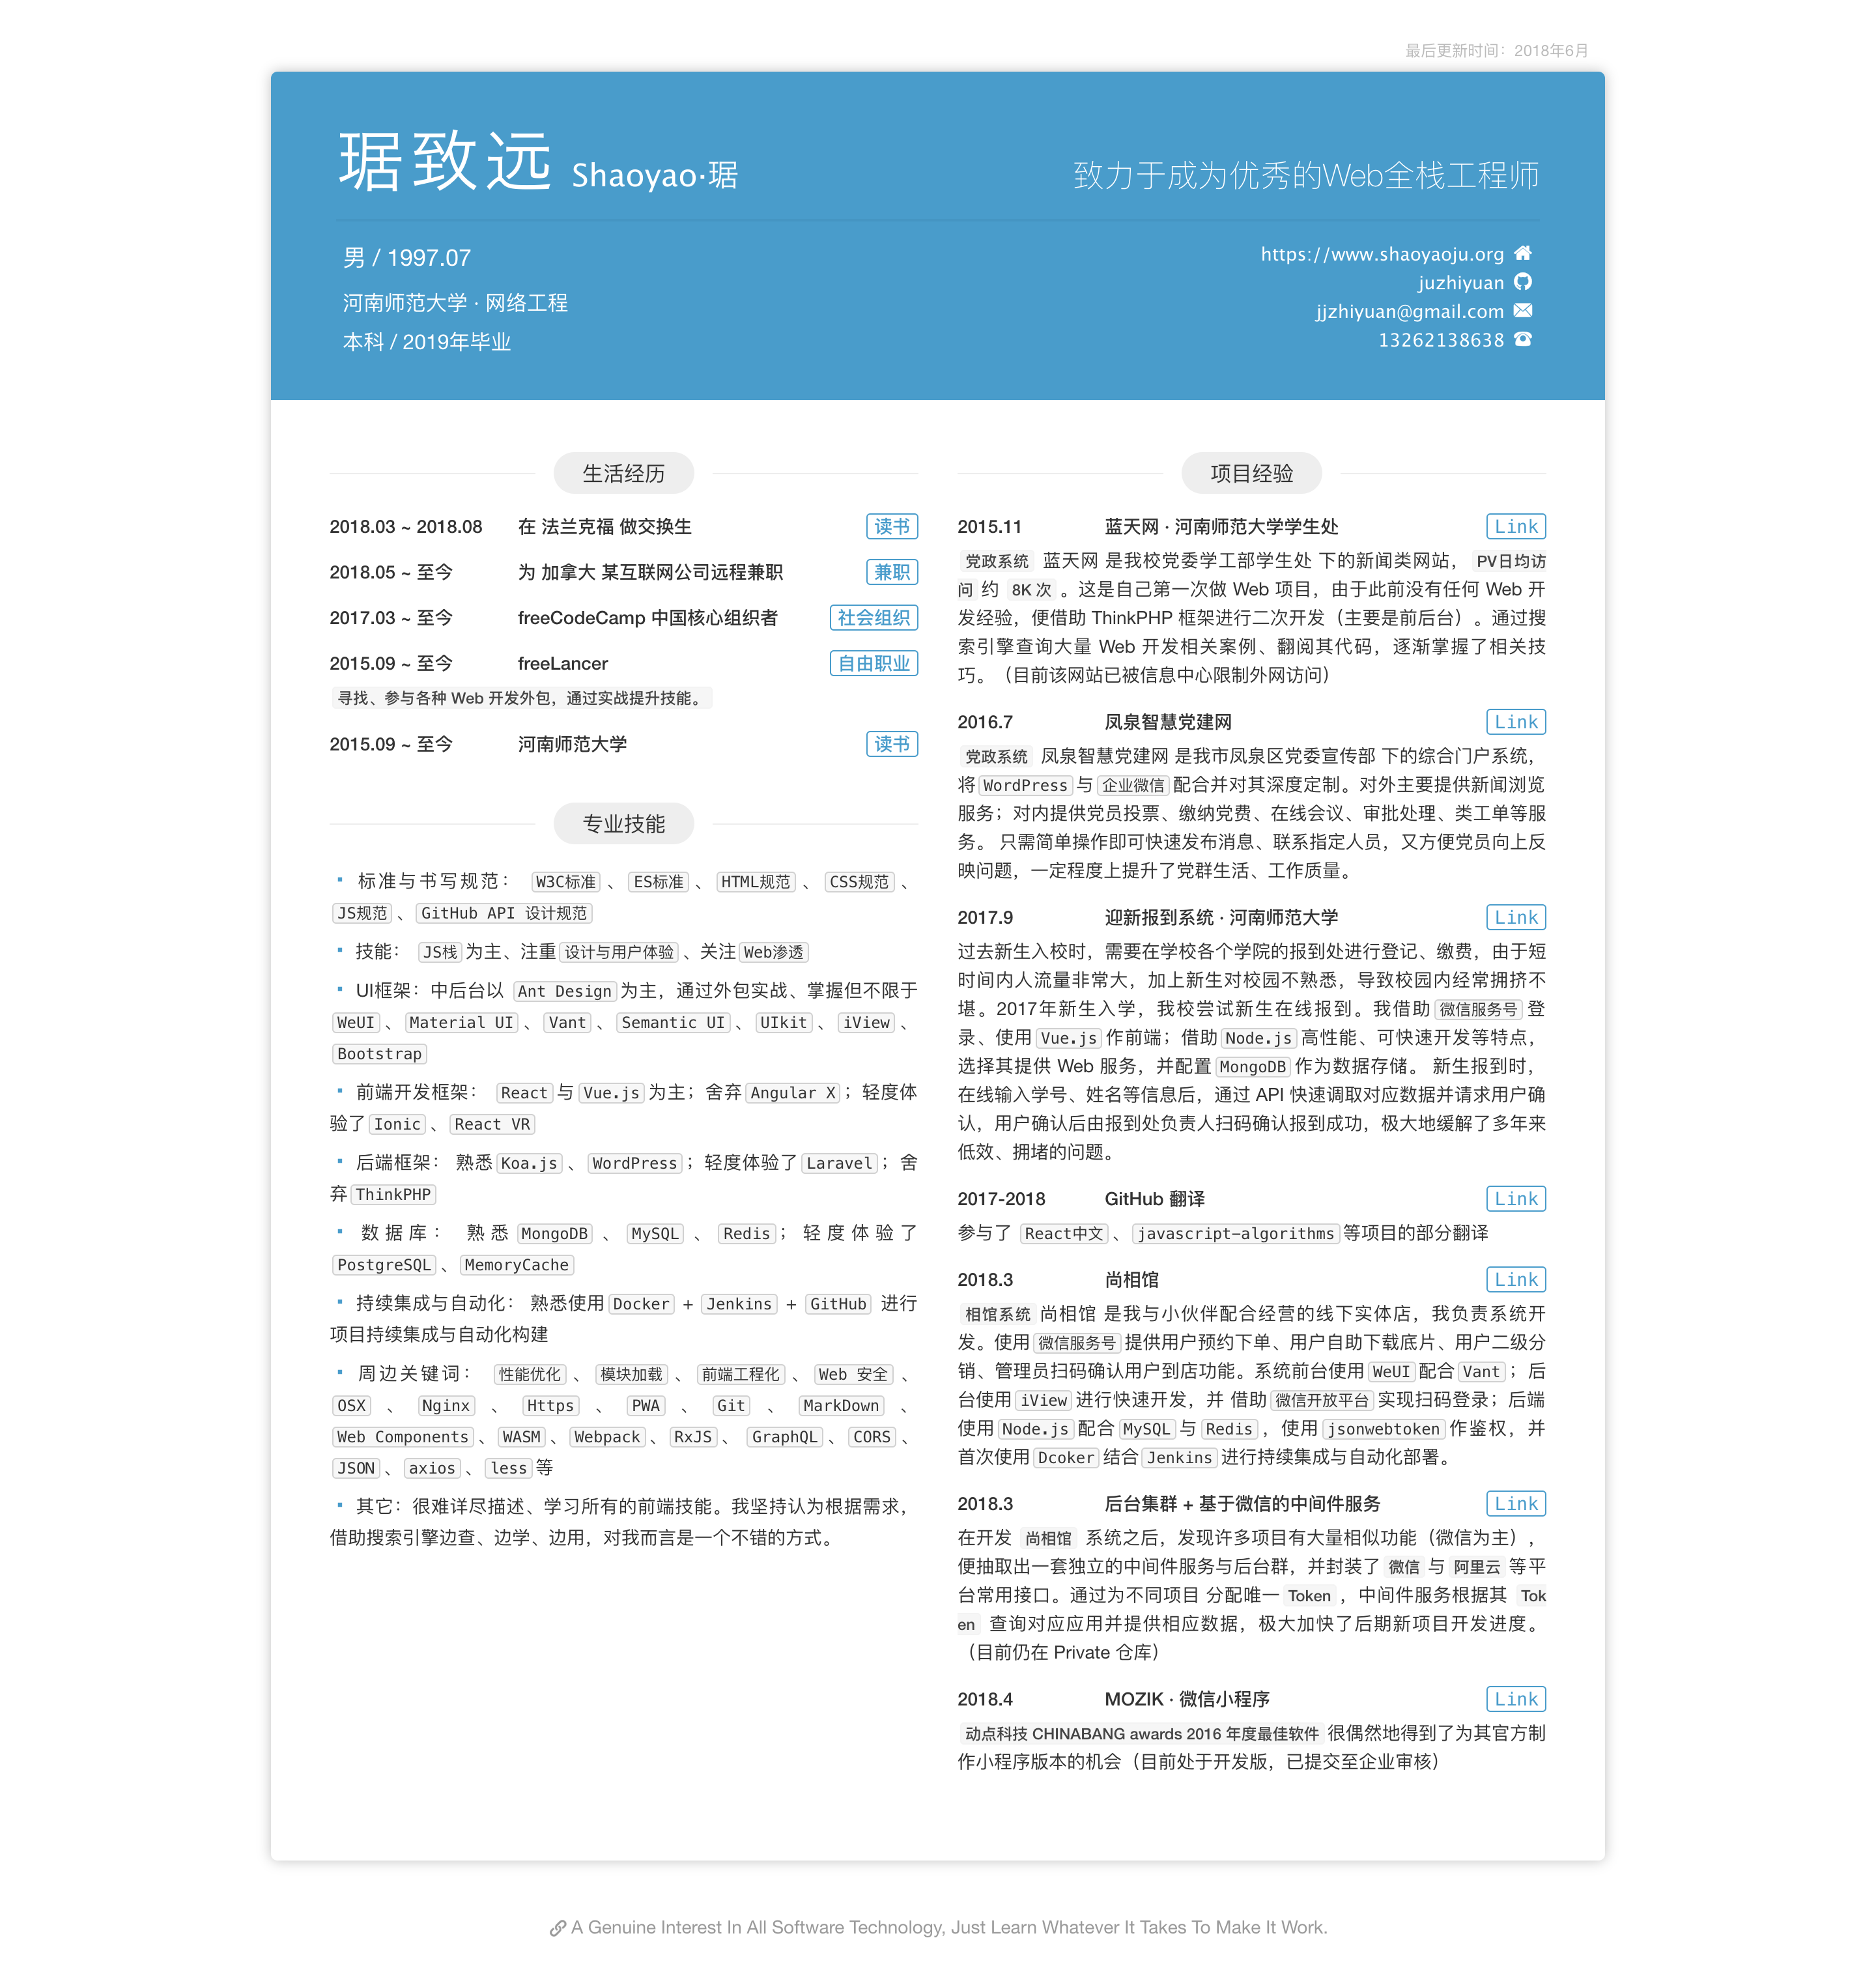 最后更新时间：2018年6月
琚致远 Shaoyao·琚
致力于成为优秀的Web全栈工程师
男 / 1997.07
河南师范大学 · 网络工程
本科 / 2019年毕业
https://www.shaoyaoju.org
juzhiyuan
jjzhiyuan@gmail.com
13262138638
生活经历
2018.03 ~ 2018.08 在 法兰克福 做交换生 读书
2018.05 ~ 至今 为 加拿大 某互联网公司远程兼职 兼职
2017.03 ~ 至今 freeCodeCamp 中国核心组织者 社会组织
2015.09 ~ 至今 freeLancer 自由职业
寻找、参与各种 Web 开发外包，通过实战提升技能。
2015.09 ~ 至今 河南师范大学 读书
专业技能
▪ 标准与书写规范： W3C标准 、 ES标准 、 HTML规范 、 CSS规范 、
JS规范 、 GitHub API 设计规范
▪ 技能： JS栈 为主、注重 设计与用户体验 、关注 Web渗透
▪ UI框架：中后台以 Ant Design 为主，通过外包实战、掌握但不限于
WeUI 、 Material UI 、 Vant 、 Semantic UI 、 UIkit 、 iView 、
Bootstrap
▪ 前端开发框架： React 与 Vue.js 为主；舍弃 Angular X ；轻度体
验了 Ionic 、 React VR
▪ 后端框架： 熟悉 Koa.js 、 WordPress ；轻度体验了 Laravel ；舍
弃 ThinkPHP
▪ 数据库： 熟悉 MongoDB 、 MySQL 、 Redis ；轻度体验了
PostgreSQL 、 MemoryCache
▪ 持续集成与自动化： 熟悉使用 Docker + Jenkins + GitHub 进行
项目持续集成与自动化构建
▪ 周边关键词： 性能优化 、 模块加载 、 前端工程化 、 Web 安全 、
OSX 、 Nginx 、 Https 、 PWA 、 Git 、 MarkDown 、
Web Components 、 WASM 、 Webpack 、 RxJS 、 GraphQL 、 CORS 、
JSON 、 axios 、 less 等
▪ 其它：很难详尽描述、学习所有的前端技能。我坚持认为根据需求，
借助搜索引擎边查、边学、边用，对我而言是一个不错的方式。
项目经验
2015.11 蓝天网 · 河南师范大学学生处 Link
党政系统 蓝天网 是我校党委学工部学生处 下的新闻类网站， PV日均访
问 约 8K 次 。这是自己第一次做 Web 项目，由于此前没有任何 Web 开
发经验，便借助 ThinkPHP 框架进行二次开发（主要是前后台）。通过搜
索引擎查询大量 Web 开发相关案例、翻阅其代码，逐渐掌握了相关技
巧。（目前该网站已被信息中心限制外网访问）
2016.7 凤泉智慧党建网 Link
党政系统 凤泉智慧党建网 是我市凤泉区党委宣传部 下的综合门户系统，
将 WordPress 与 企业微信 配合并对其深度定制。对外主要提供新闻浏览
服务；对内提供党员投票、缴纳党费、在线会议、审批处理、类工单等服
务。 只需简单操作即可快速发布消息、联系指定人员，又方便党员向上反
映问题，一定程度上提升了党群生活、工作质量。
2017.9 迎新报到系统 · 河南师范大学 Link
过去新生入校时，需要在学校各个学院的报到处进行登记、缴费，由于短
时间内人流量非常大，加上新生对校园不熟悉，导致校园内经常拥挤不
堪。2017年新生入学，我校尝试新生在线报到。我借助 微信服务号 登
录、使用 Vue.js 作前端；借助 Node.js 高性能、可快速开发等特点，
选择其提供 Web 服务，并配置 MongoDB 作为数据存储。 新生报到时，
在线输入学号、姓名等信息后，通过 API 快速调取对应数据并请求用户确
认，用户确认后由报到处负责人扫码确认报到成功，极大地缓解了多年来
低效、拥堵的问题。
2017-2018 GitHub 翻译 Link
参与了 React中文 、 javascript-algorithms 等项目的部分翻译
2018.3 尚相馆 Link
相馆系统 尚相馆 是我与小伙伴配合经营的线下实体店，我负责系统开
发。使用 微信服务号 提供用户预约下单、用户自助下载底片、用户二级分
销、管理员扫码确认用户到店功能。系统前台使用 WeUI 配合 Vant ；后
台使用 iView 进行快速开发，并 借助 微信开放平台 实现扫码登录；后端
使用 Node.js 配合 MySQL 与 Redis ，使用 jsonwebtoken 作鉴权，并
首次使用 Dcoker 结合 Jenkins 进行持续集成与自动化部署。
2018.3 后台集群 + 基于微信的中间件服务 Link
在开发 尚相馆 系统之后，发现许多项目有大量相似功能（微信为主），
便抽取出一套独立的中间件服务与后台群，并封装了 微信 与 阿里云 等平
台常用接口。通过为不同项目 分配唯一 Token ，中间件服务根据其 Tok
en 查询对应应用并提供相应数据，极大加快了后期新项目开发进度。
（目前仍在 Private 仓库）
2018.4 MOZIK · 微信小程序 Link
动点科技 CHINABANG awards 2016 年度最佳软件 很偶然地得到了为其官方制
作小程序版本的机会（目前处于开发版，已提交至企业审核）
A Genuine Interest In All Software Technology, Just Learn Whatever It Takes To Make It Work.